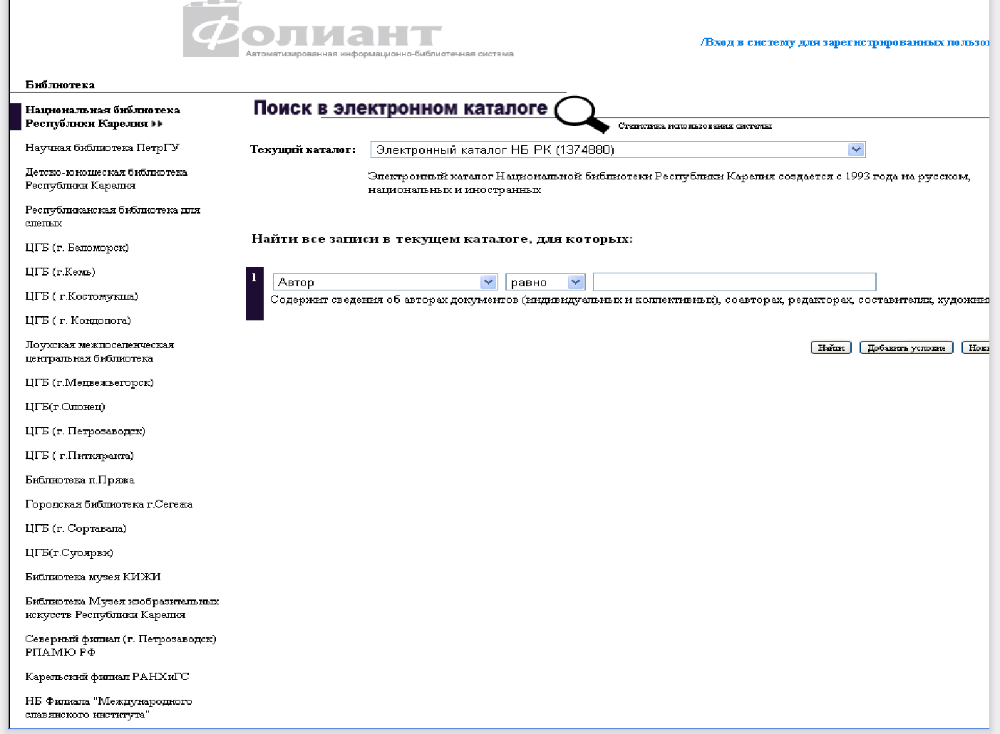 Фолиант
Автоматизированная информационно-библиотечная система
/Вход в систему для зарегистрированных
Библиотека
Национальная библиотека
Республики Карелия
Поиск в электронном каталоге
Статистика использования системы
Научная библиотека ПетрГУ
Текущий каталог:
Электронный каталог НБ РК (1374880)
Детско-юношеская библиотека
Республики Карелия
Электронный каталог Национальной библиотеки Республики Карелия создается с 1993 года на русском,
национальных и иностранных
Республиканская библиотека для
слепых
Найти все записи в текущем каталоге, для которых:
ЦГБ (г. Беломорск)
ЦГБ (г.Кемь)
1
Автор
равно
ЦГБ ( г.Костомукша)
Содержит сведения об авторах документов (индивидуальных и коллективных), соавторах, редакторах, составителях,
ЦГБ ( г. Кондопога)
Лоухская межпоселенческая
центральная библиотека
Найти
Добавить условие
ЦГБ (г.Медвежьегорск)
ЦГБ(г.Олонец)
ЦГБ (г. Петрозаводск)
ЦГБ ( г.Питкяранта)
Библиотека п.Пряжа
Городская библиотека г.Сегежа
ЦГБ (г. Сортавала)
ЦГБ(г.Суоярви)
Библиотека музея КИЖИ
Библиотека Музея изобразительных
искусств Республики Карелия
Северный филиал (г. Петрозаводск)
РПАМЮ РФ
Карельский филиал РАНХиГС
НБ Филиала "Международного
славянского института"